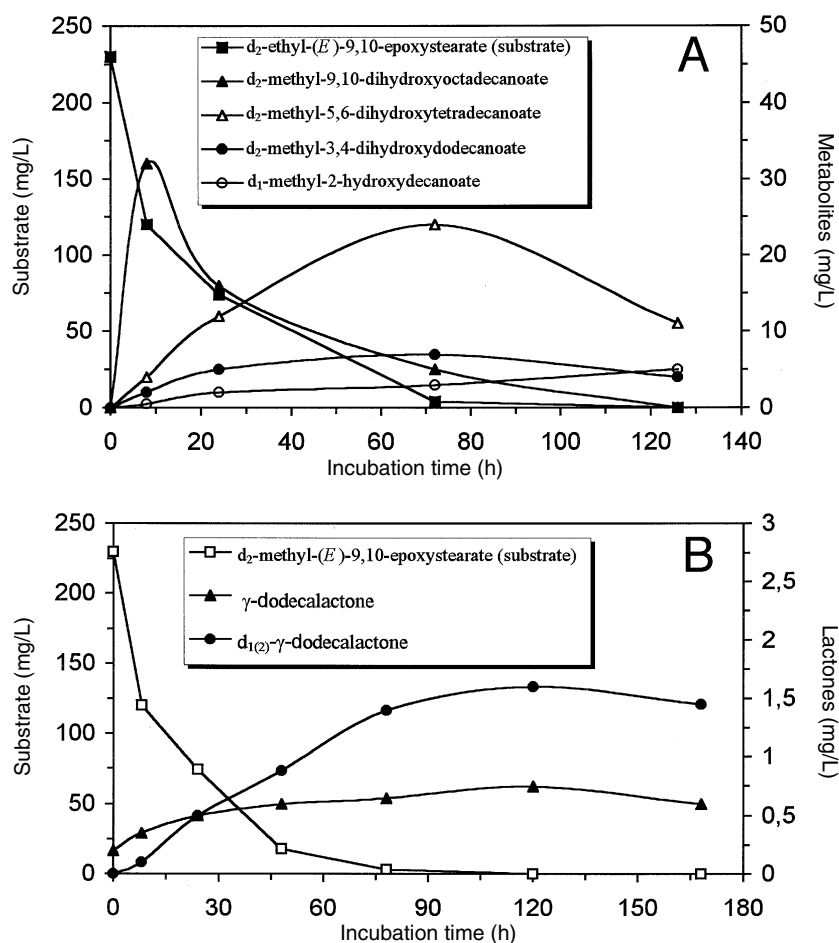 A
d₂-ethyl-(E)-9,10-epoxystearate (substrate)
d₂-methyl-9,10-dihydroxyoctadecanoate
d₂-methyl-5,6-dihydroxytetradecanoate
d₂-methyl-3,4-dihydroxydodecanoate
d₁-methyl-2-hydroxydecanoate
Substrate (mg/L)
250
200
150
100
50
0
Metabolites (mg/L)
50
40
30
20
10
0
0 20 40 60 80 100 120 140
Incubation time (h)
B
d₂-methyl-(E)-9,10-epoxystearate (substrate)
γ-dodecalactone
d₁₍₂₎-γ-dodecalactone
Substrate (mg/L)
250
200
150
100
50
0
Lactones (mg/L)
3
2,5
2
1,5
1
0,5
0
0 30 60 90 120 150 180
Incubation time (h)